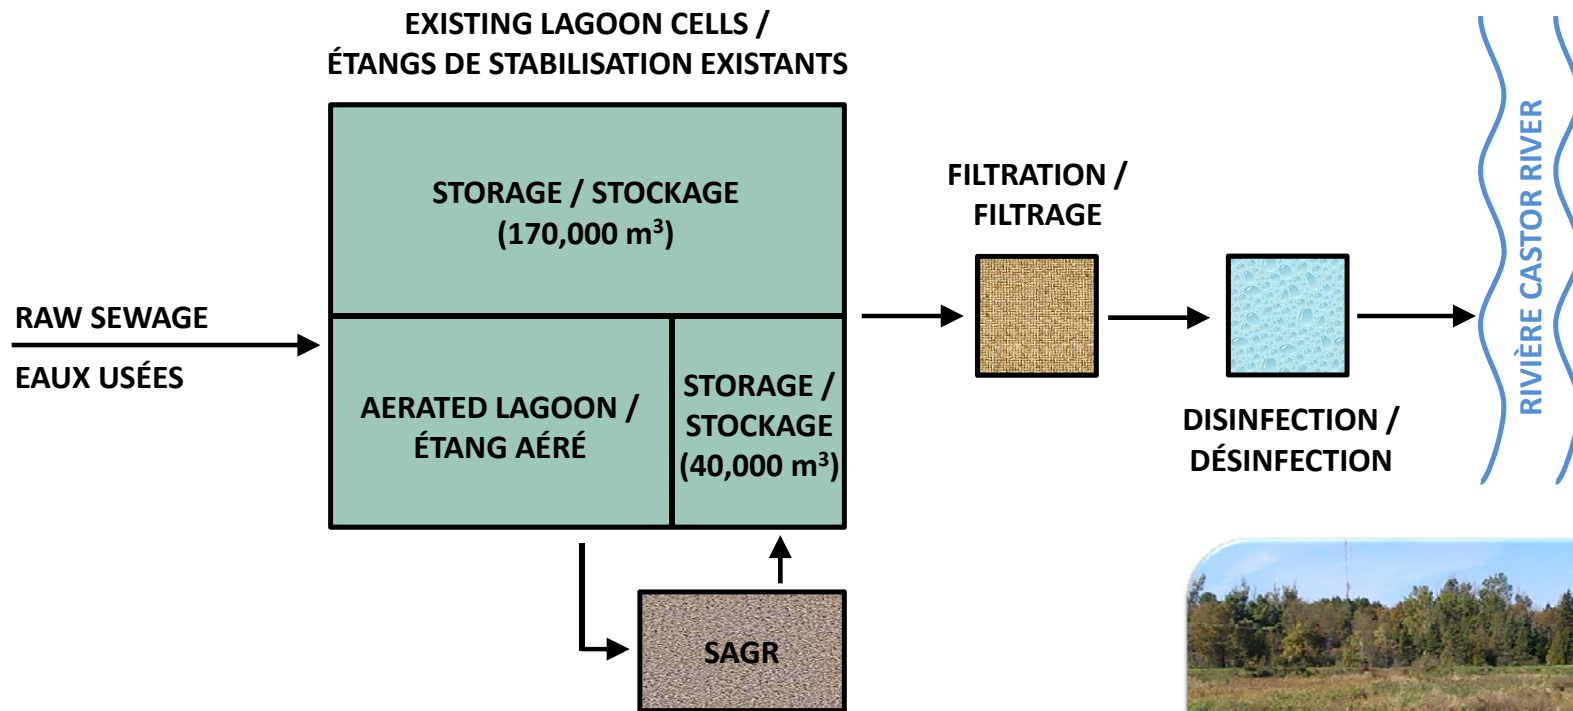 EXISTING LAGOON CELLS /
ÉTANGS DE STABILISATION EXISTANTS
STORAGE / STOCKAGE
(170,000 m³)
RAW SEWAGE
EAUX USÉES
AERATED LAGOON /
ÉTANG AÉRÉ
STORAGE /
STOCKAGE
(40,000 m³)
SAGR
FILTRATION /
FILTRAGE
DISINFECTION /
DÉSINFECTION
RIVIÈRE CASTOR RIVER